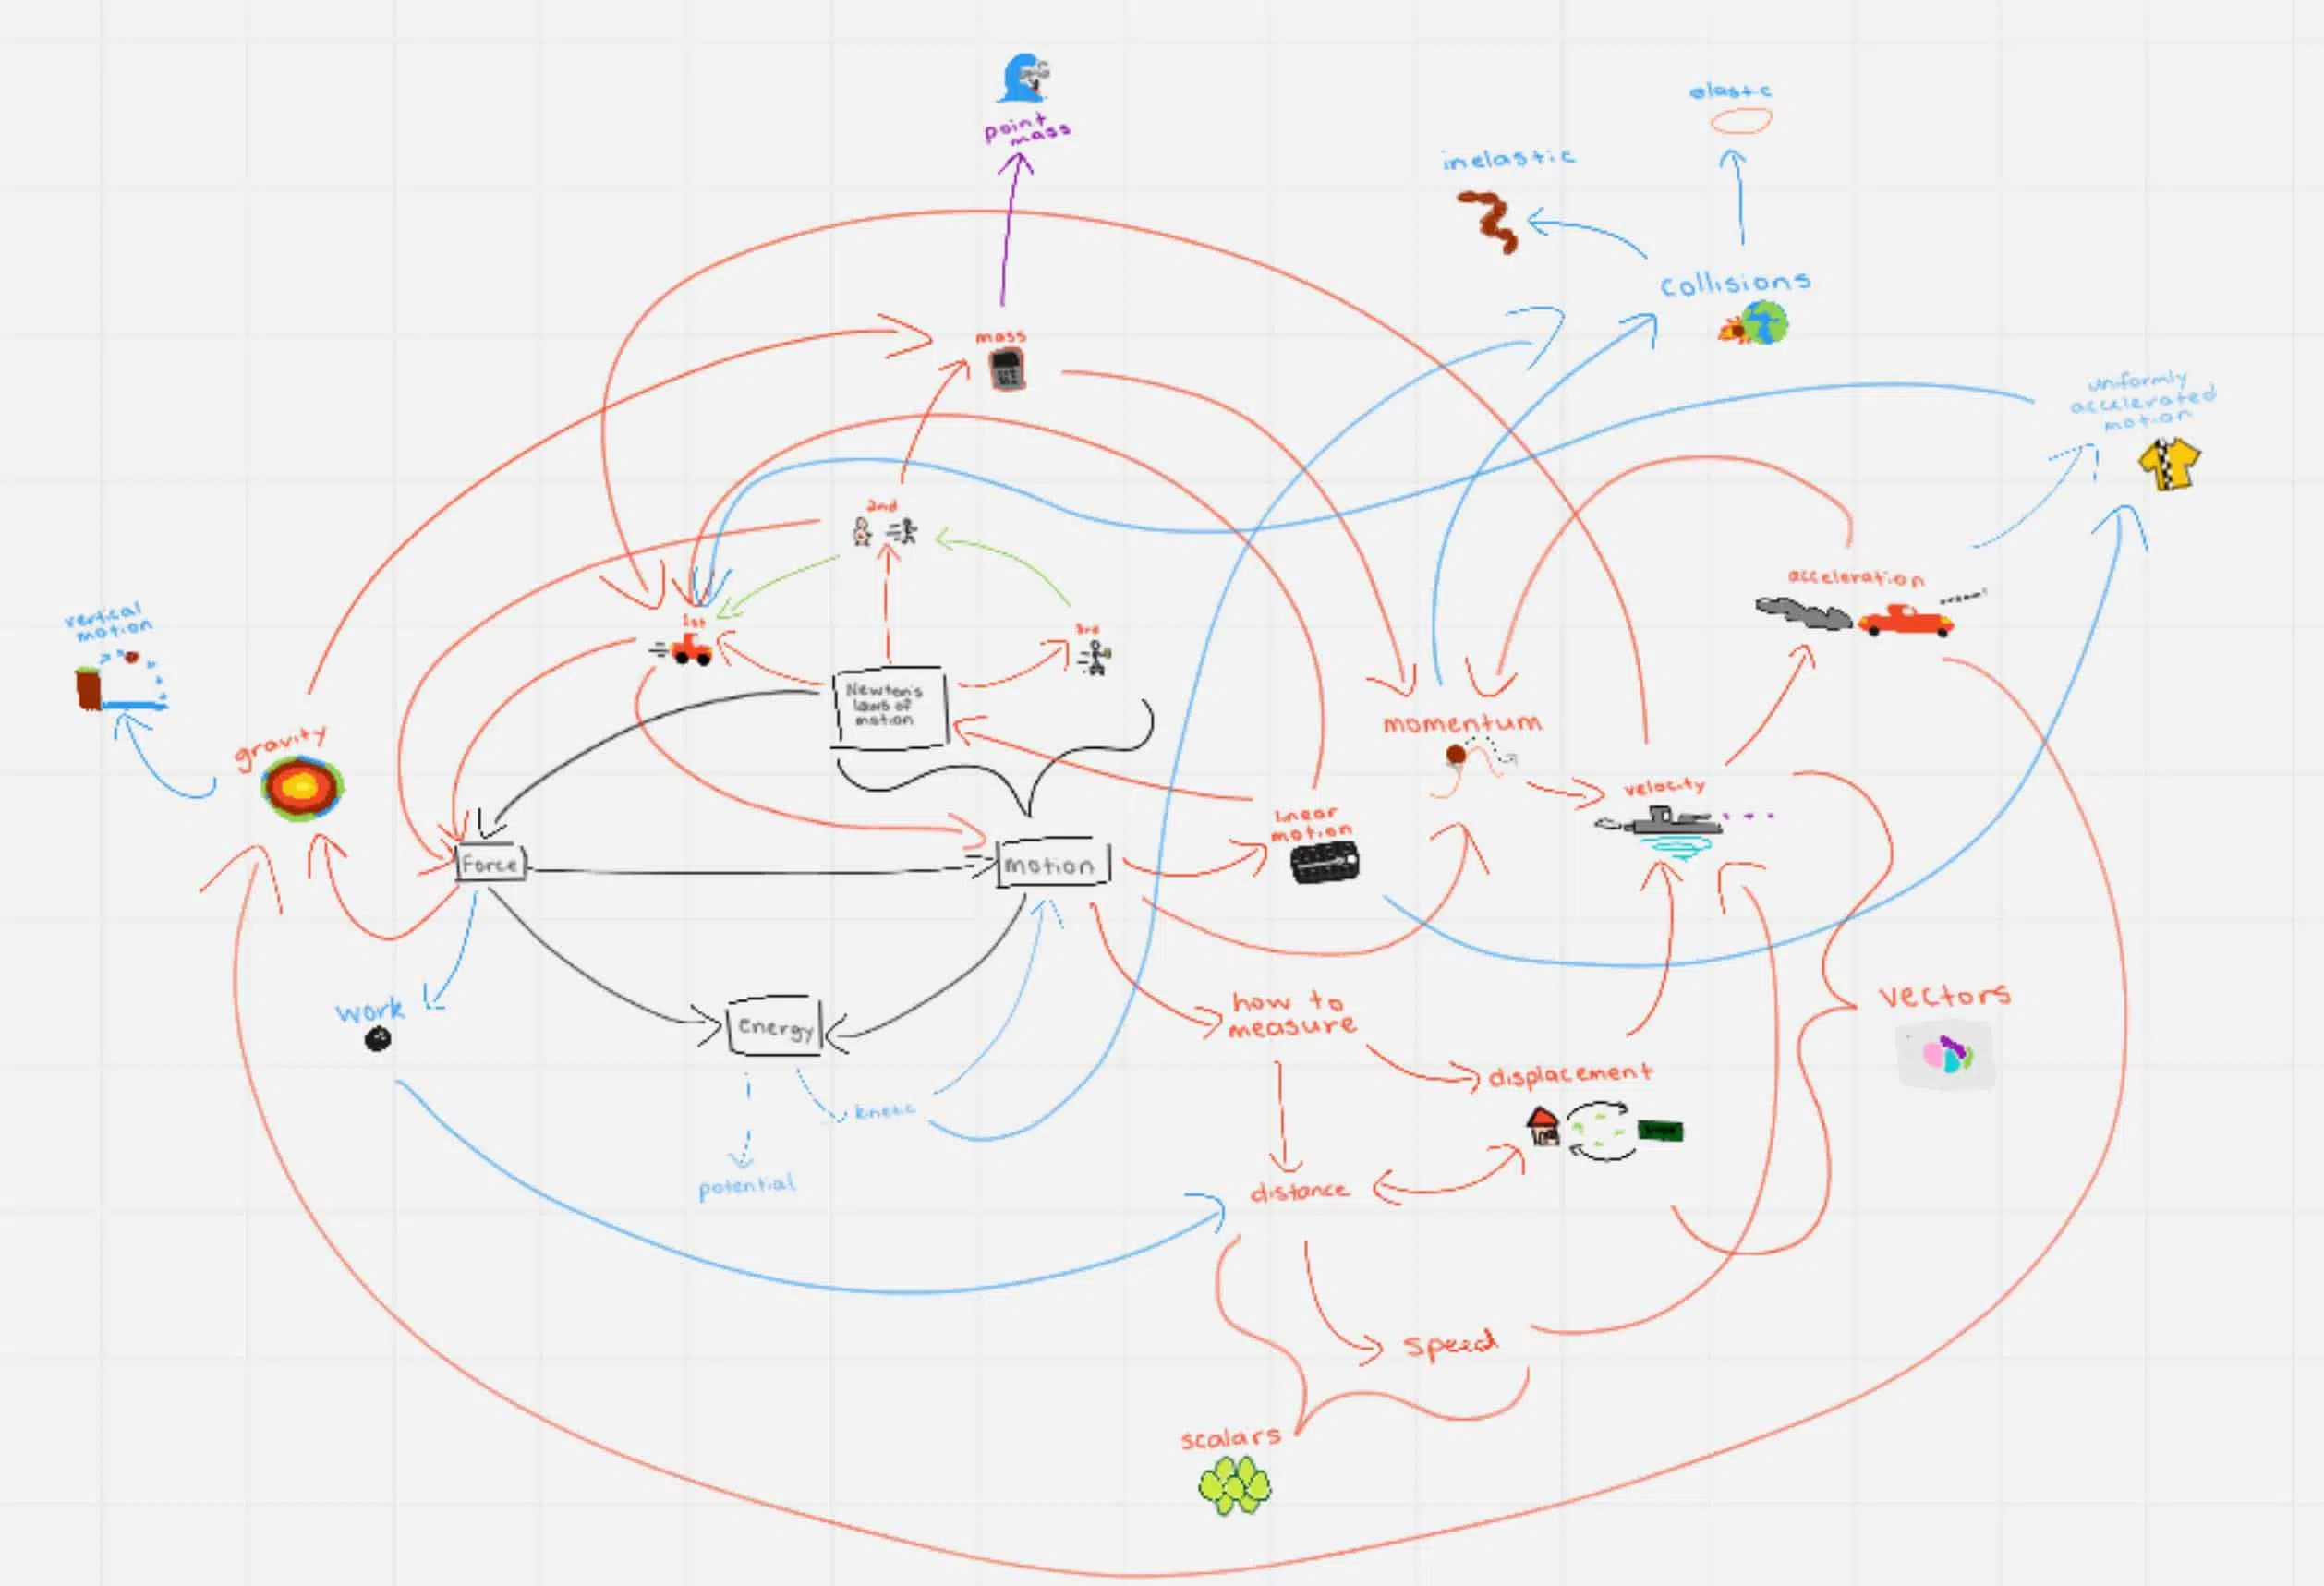 point
mass
elastic
inelastic
collisions
mass
uniformly
accelerated
motion
2nd
acceleration
vertical
motion
1st
3rd
Newton's
laws of
motion
gravity
momentum
velocity
linear
motion
Force
motion
work
energy
how to
measure
vectors
displacement
kinetic
potential
distance
speed
scalars